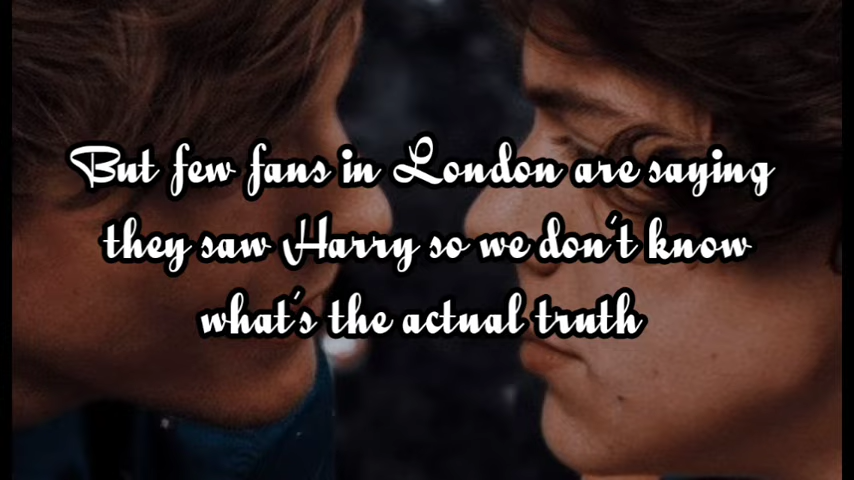 But few fans in London are saying
they saw Harry so we don't know
what's the actual truth